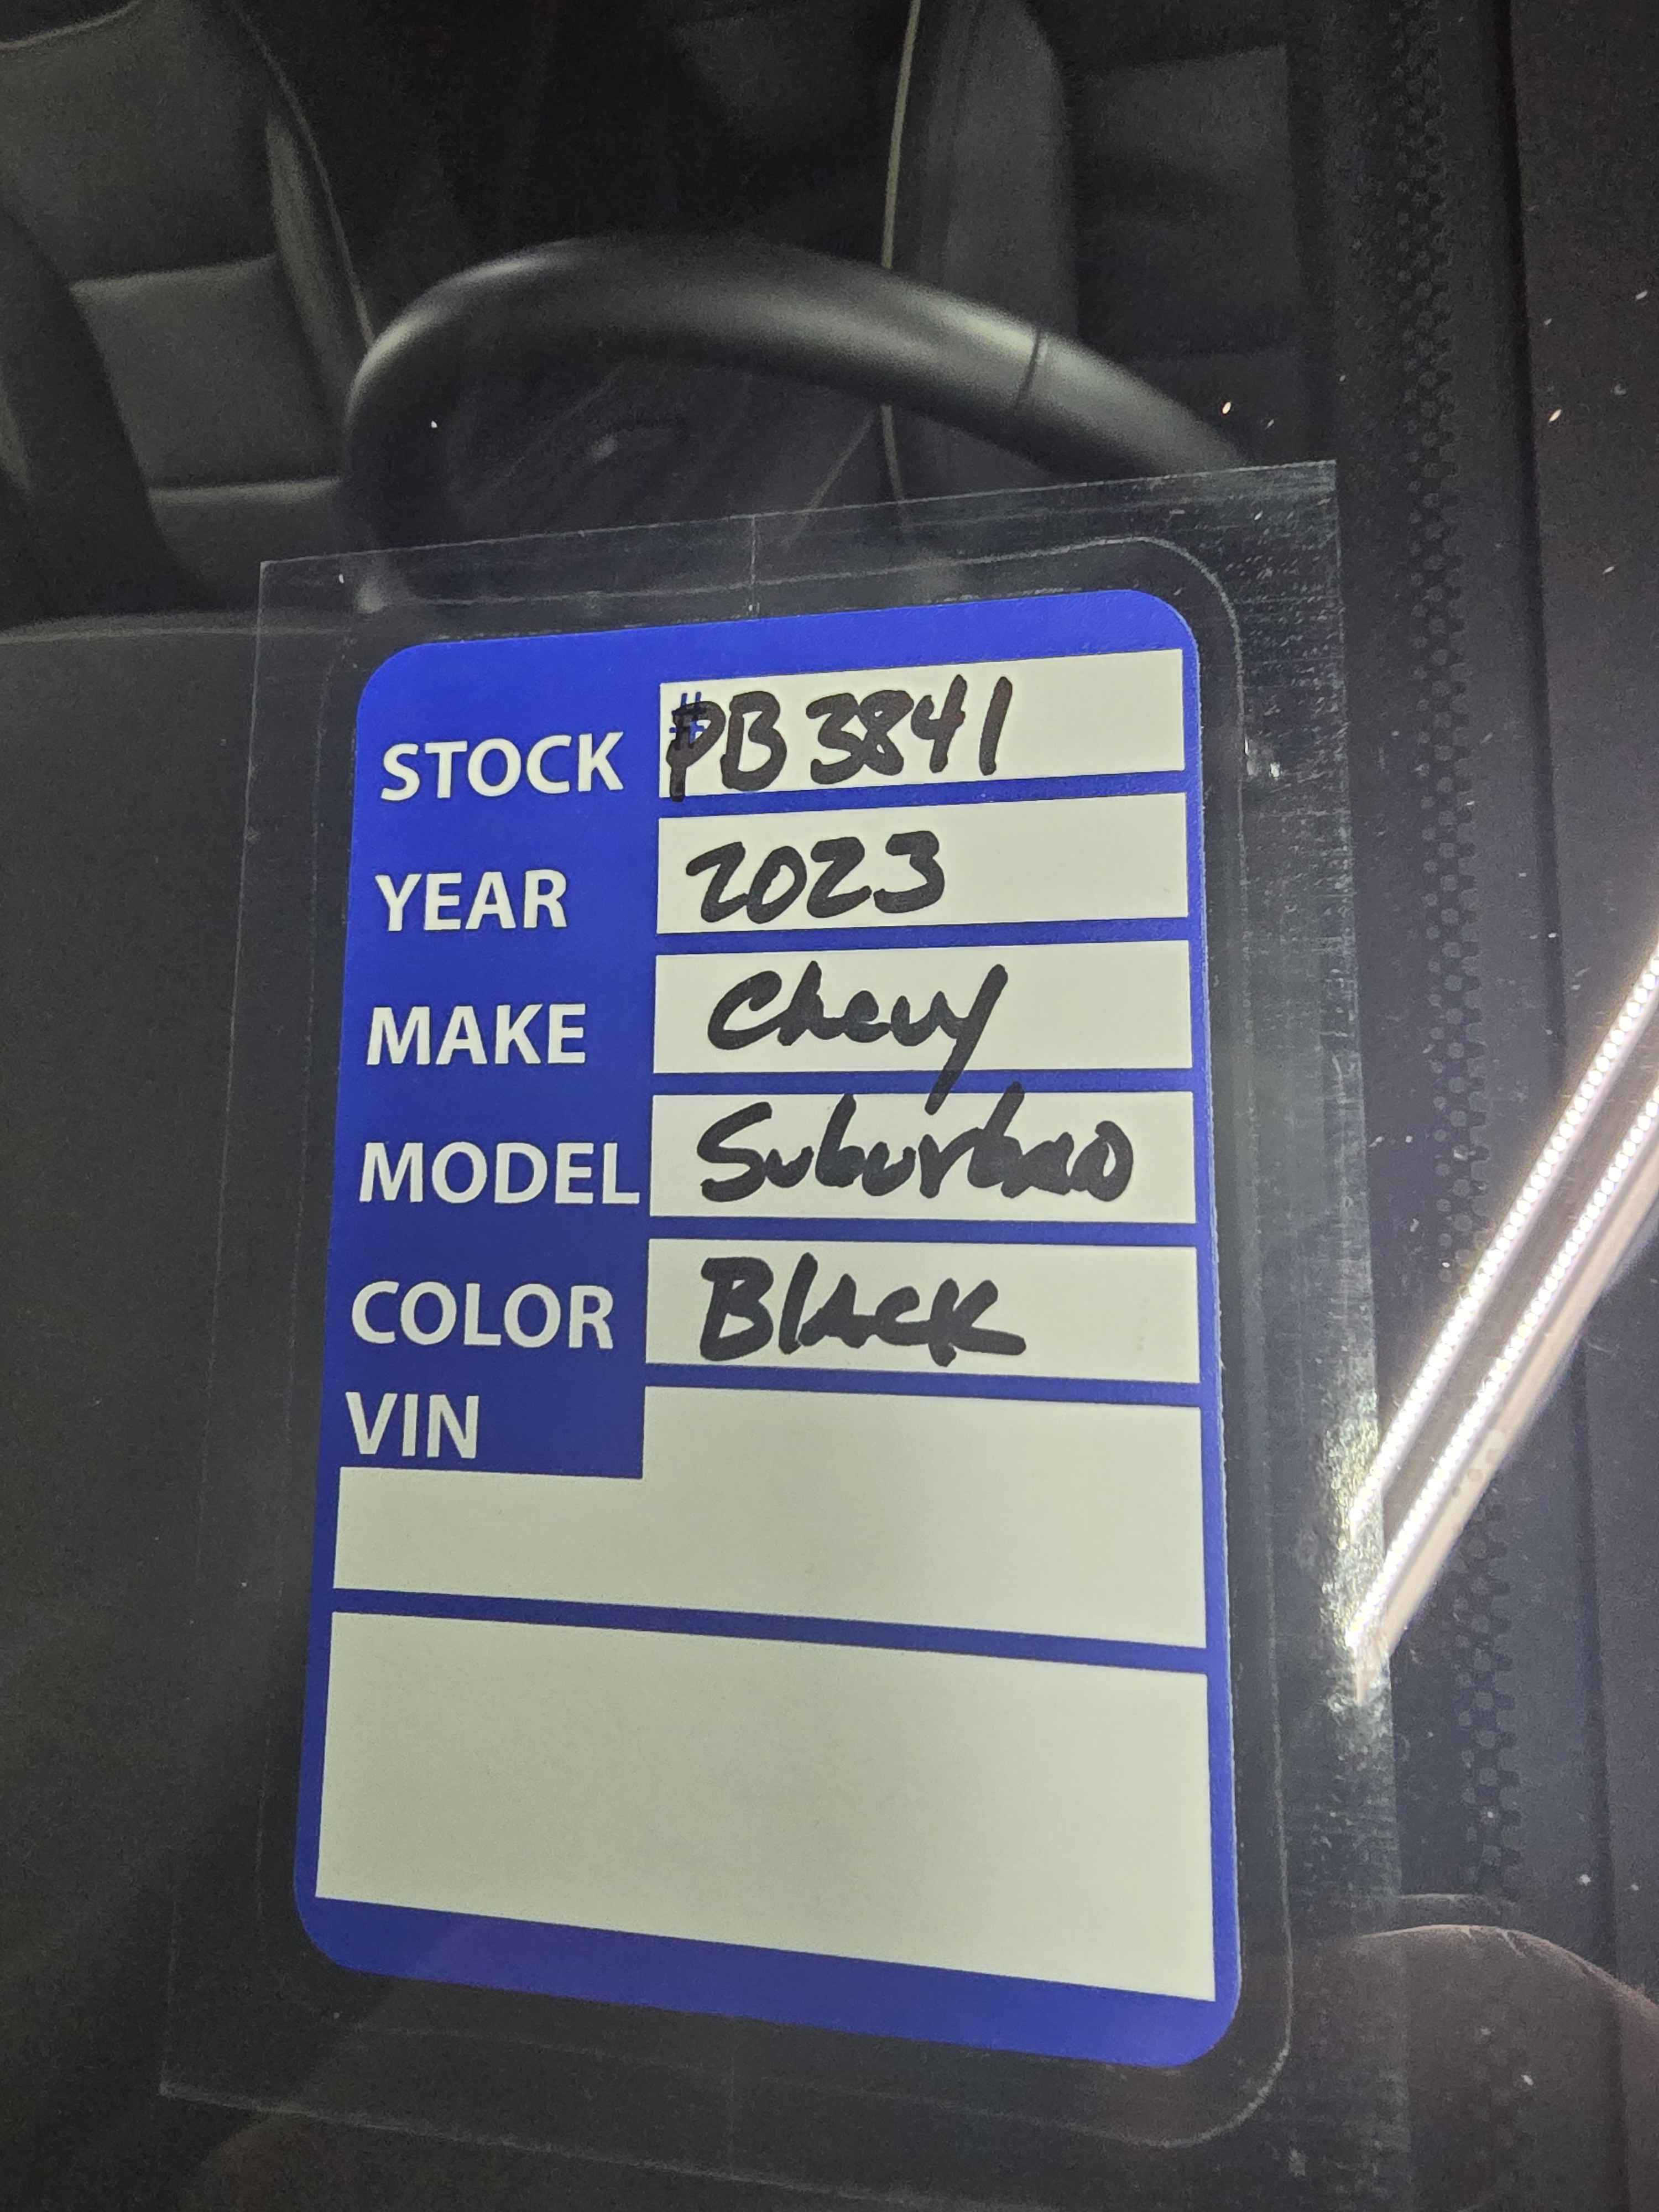 STOCK #PB3841
YEAR 2023
MAKE Chevy
MODEL Suburban
COLOR Black
VIN